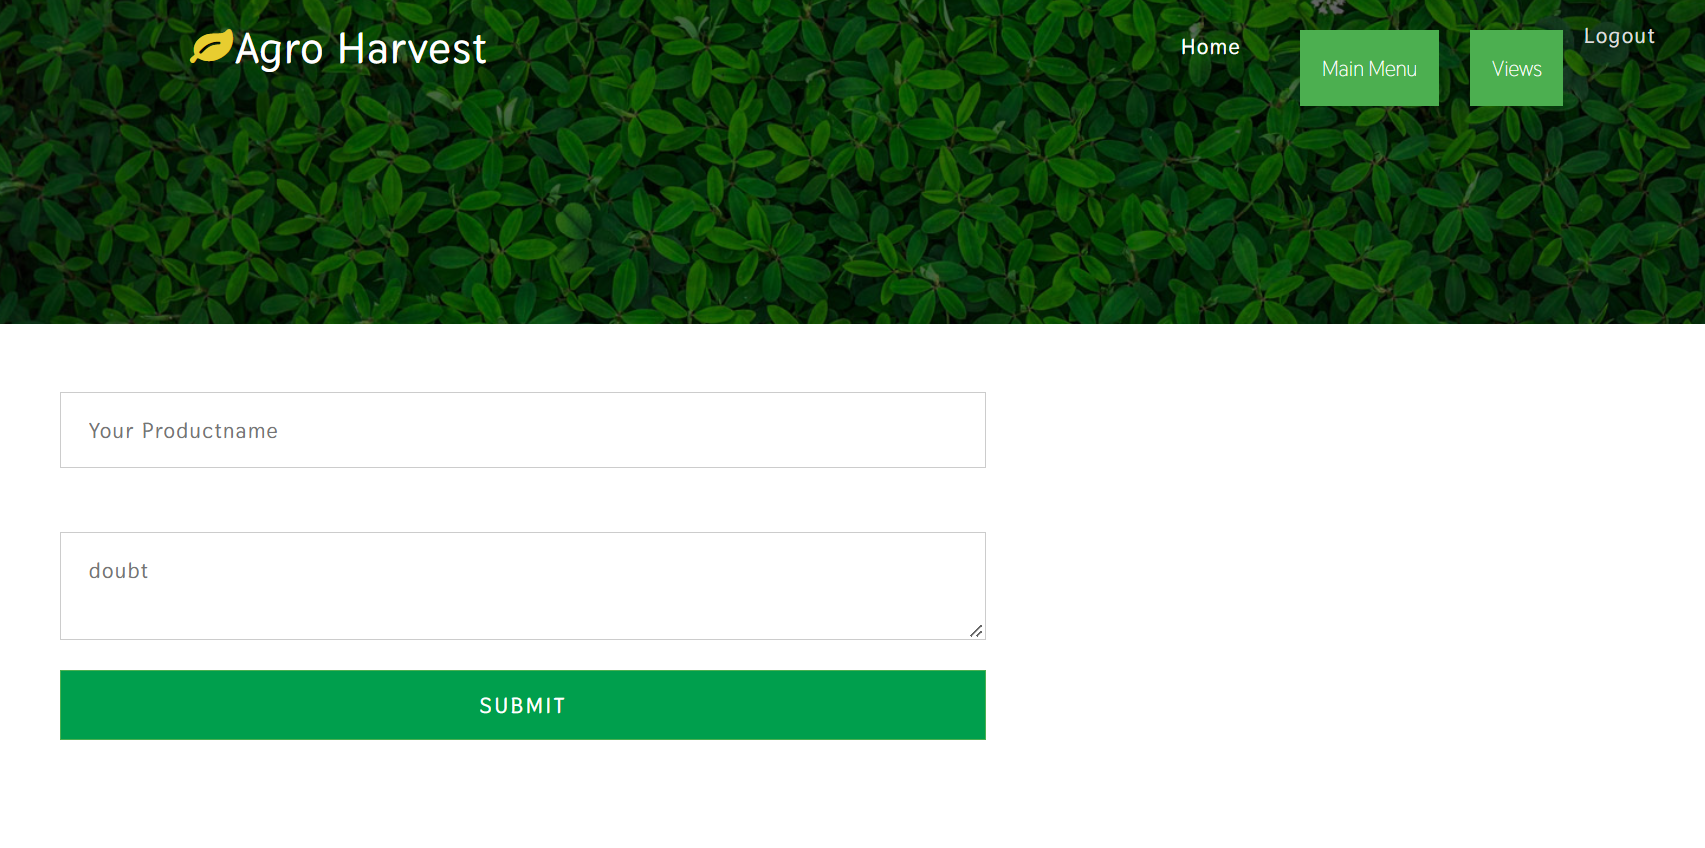 Agro Harvest
Home
Main Menu
Views
Logout
Your Productname
doubt
SUBMIT